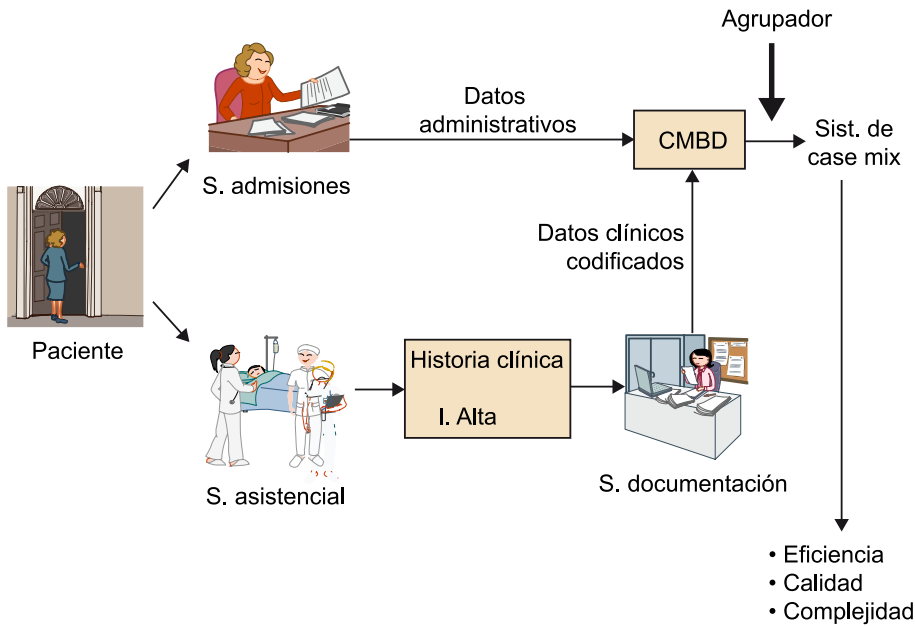 Agrupador
Datos
administrativos
CMBD
Sist. de
case mix
S. admisiones
Datos clínicos
codificados
Paciente
Historia clínica
I. Alta
S. asistencial
S. documentación
• Eficiencia
• Calidad
• Complejidad